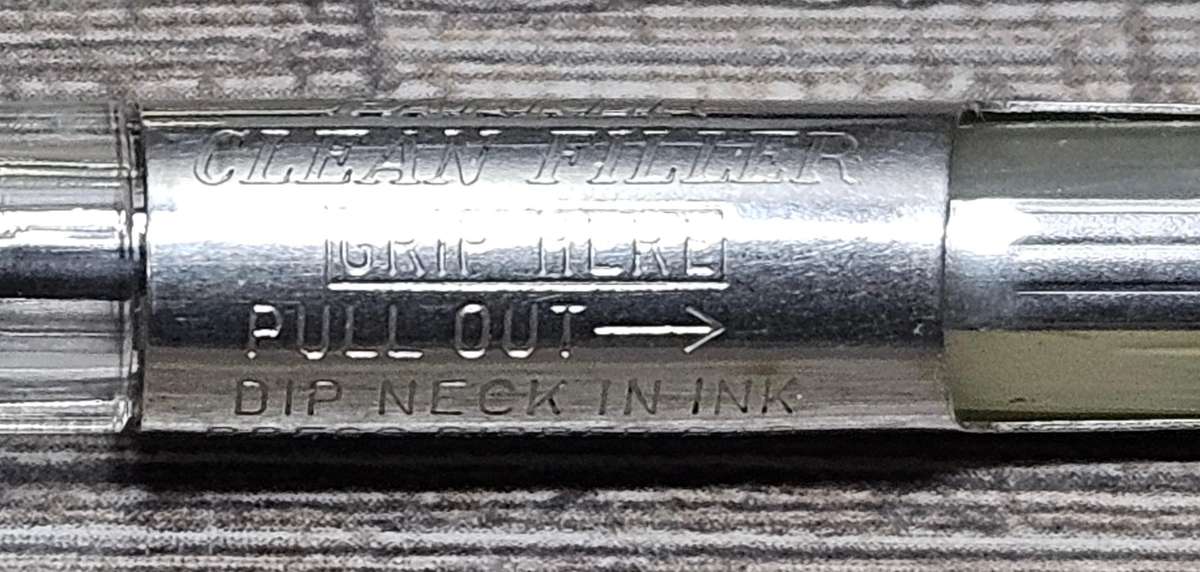 CLEAN FILLER
GRIP HERE
PULL OUT →
DIP NECK IN INK